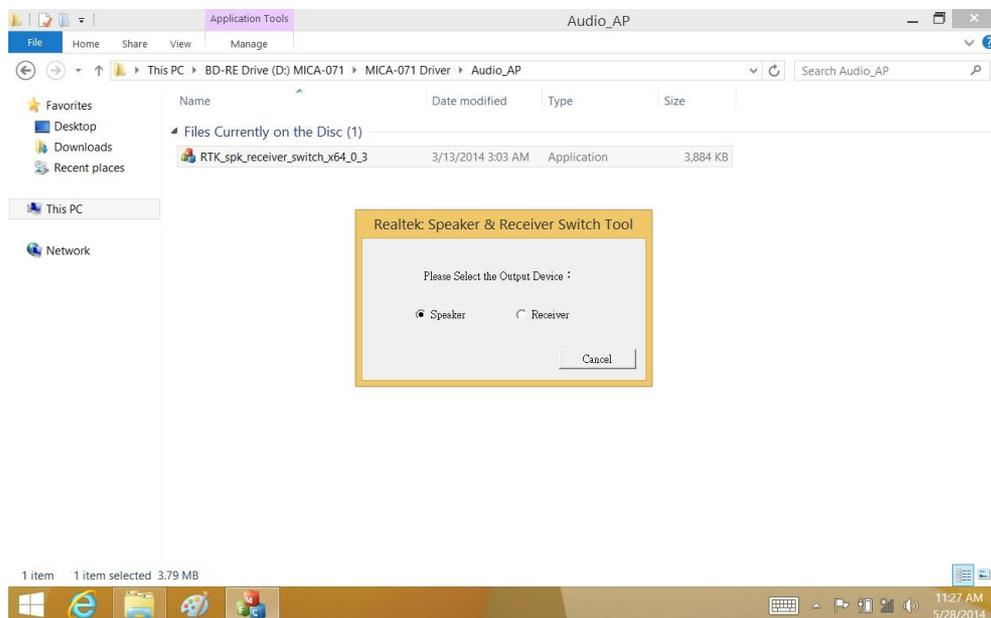 Application Tools
Audio_AP
File
Home
Share
View
Manage
This PC
BD-RE Drive (D:) MICA-071
MICA-071 Driver
Audio_AP
Search Audio_AP
Favorites
Desktop
Downloads
Recent places
This PC
Network
Name
Date modified
Type
Size
Files Currently on the Disc (1)
RTK_spk_receiver_switch_x64_0_3
3/13/2014 3:03 AM
Application
3,884 KB
Realtek: Speaker & Receiver Switch Tool
Please Select the Output Device：
Speaker
Receiver
Cancel
1 item
1 item selected 3.79 MB
11:27 AM
5/28/2014